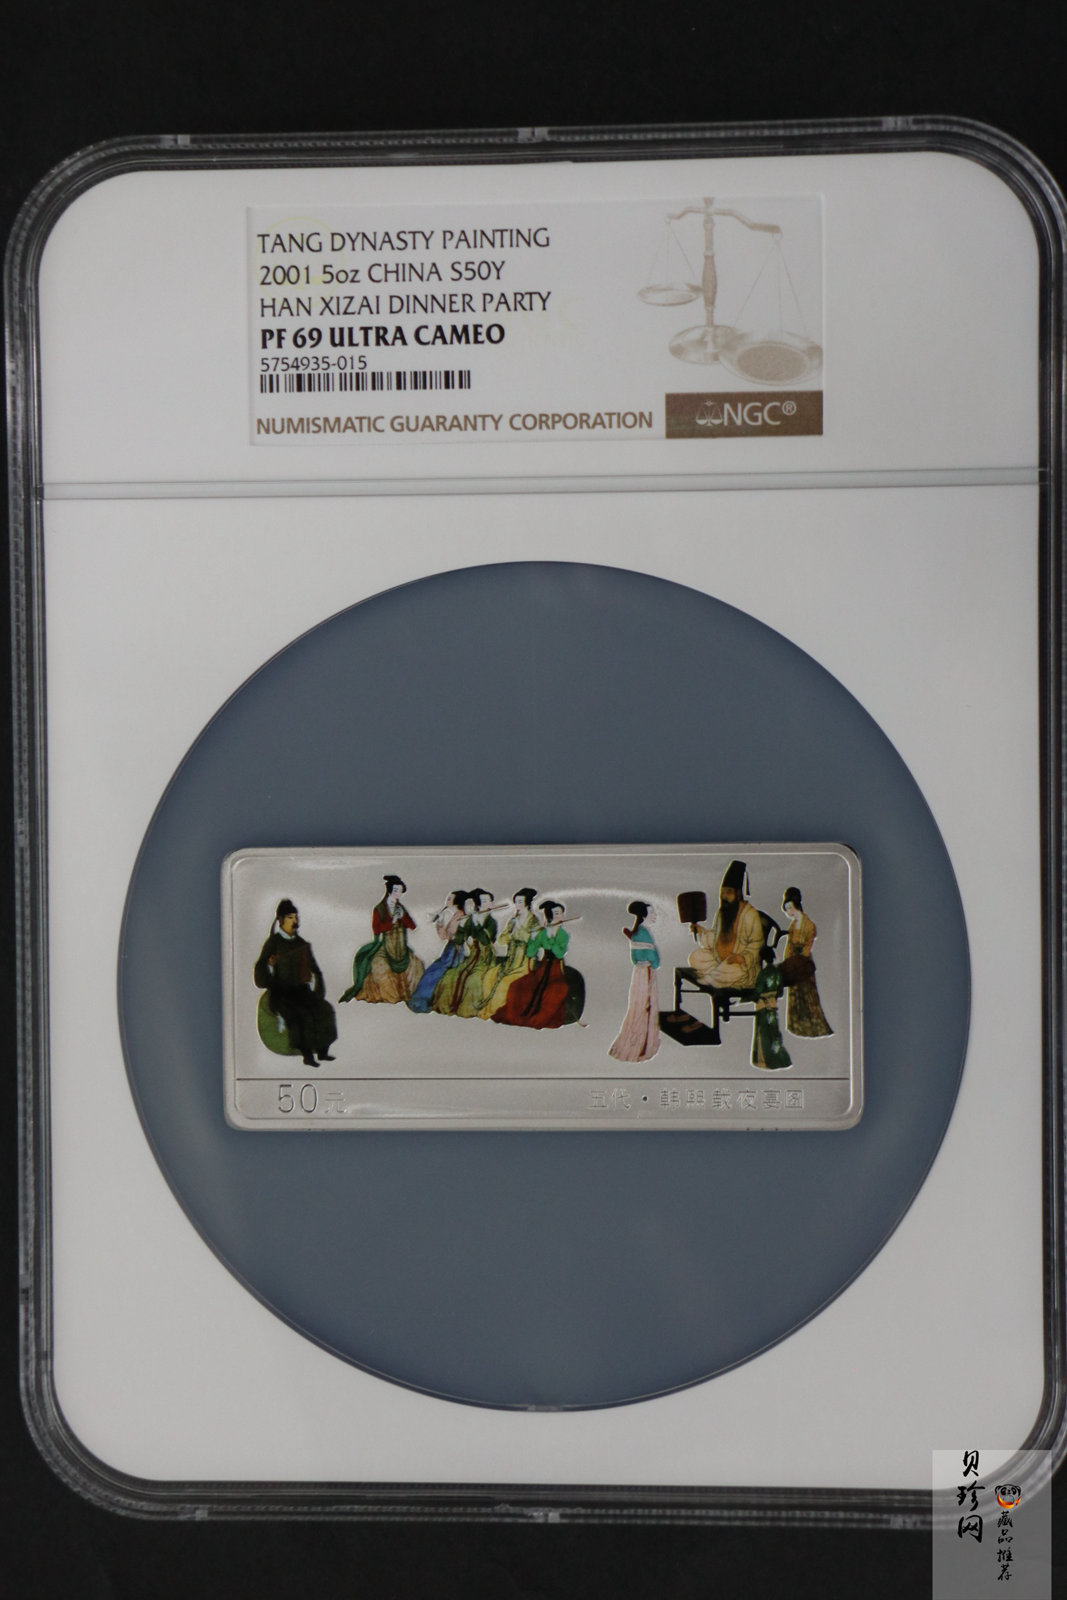 TANG DYNASTY PAINTING
2001 5oz CHINA S50Y
HAN XIZAI DINNER PARTY
PF 69 ULTRA CAMEO
5754935-015
NUMISMATIC GUARANTY CORPORATION
NGC®
50元
五代·韩熙载夜宴图
贝珍网
藏品推荐